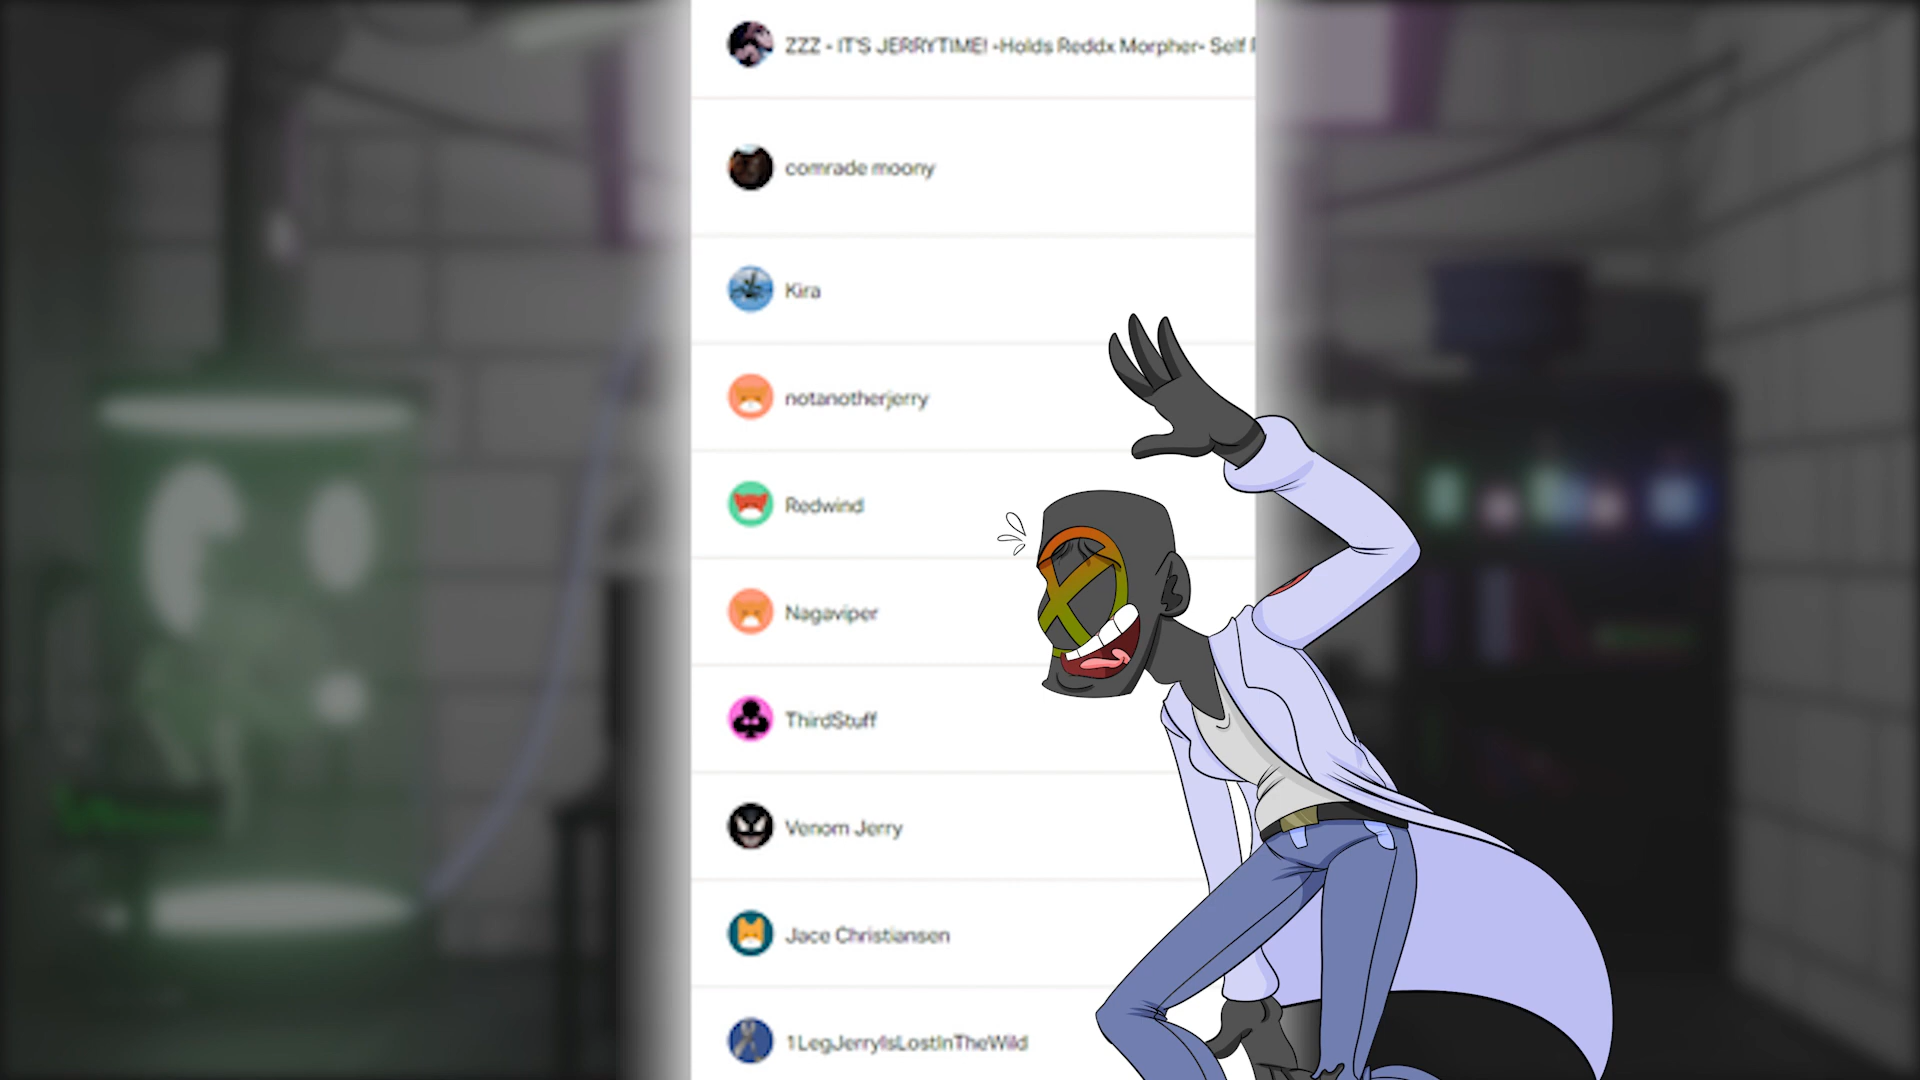 ZZZ - IT'S JERRYTIME! -Holds Reddx Morpher- Self
comrade moony
Kira
notanotherjerry
Redwind
Nagaviper
ThirdStuff
Venom Jerry
Jace Christiansen
1LegJerryIsLostInTheWild